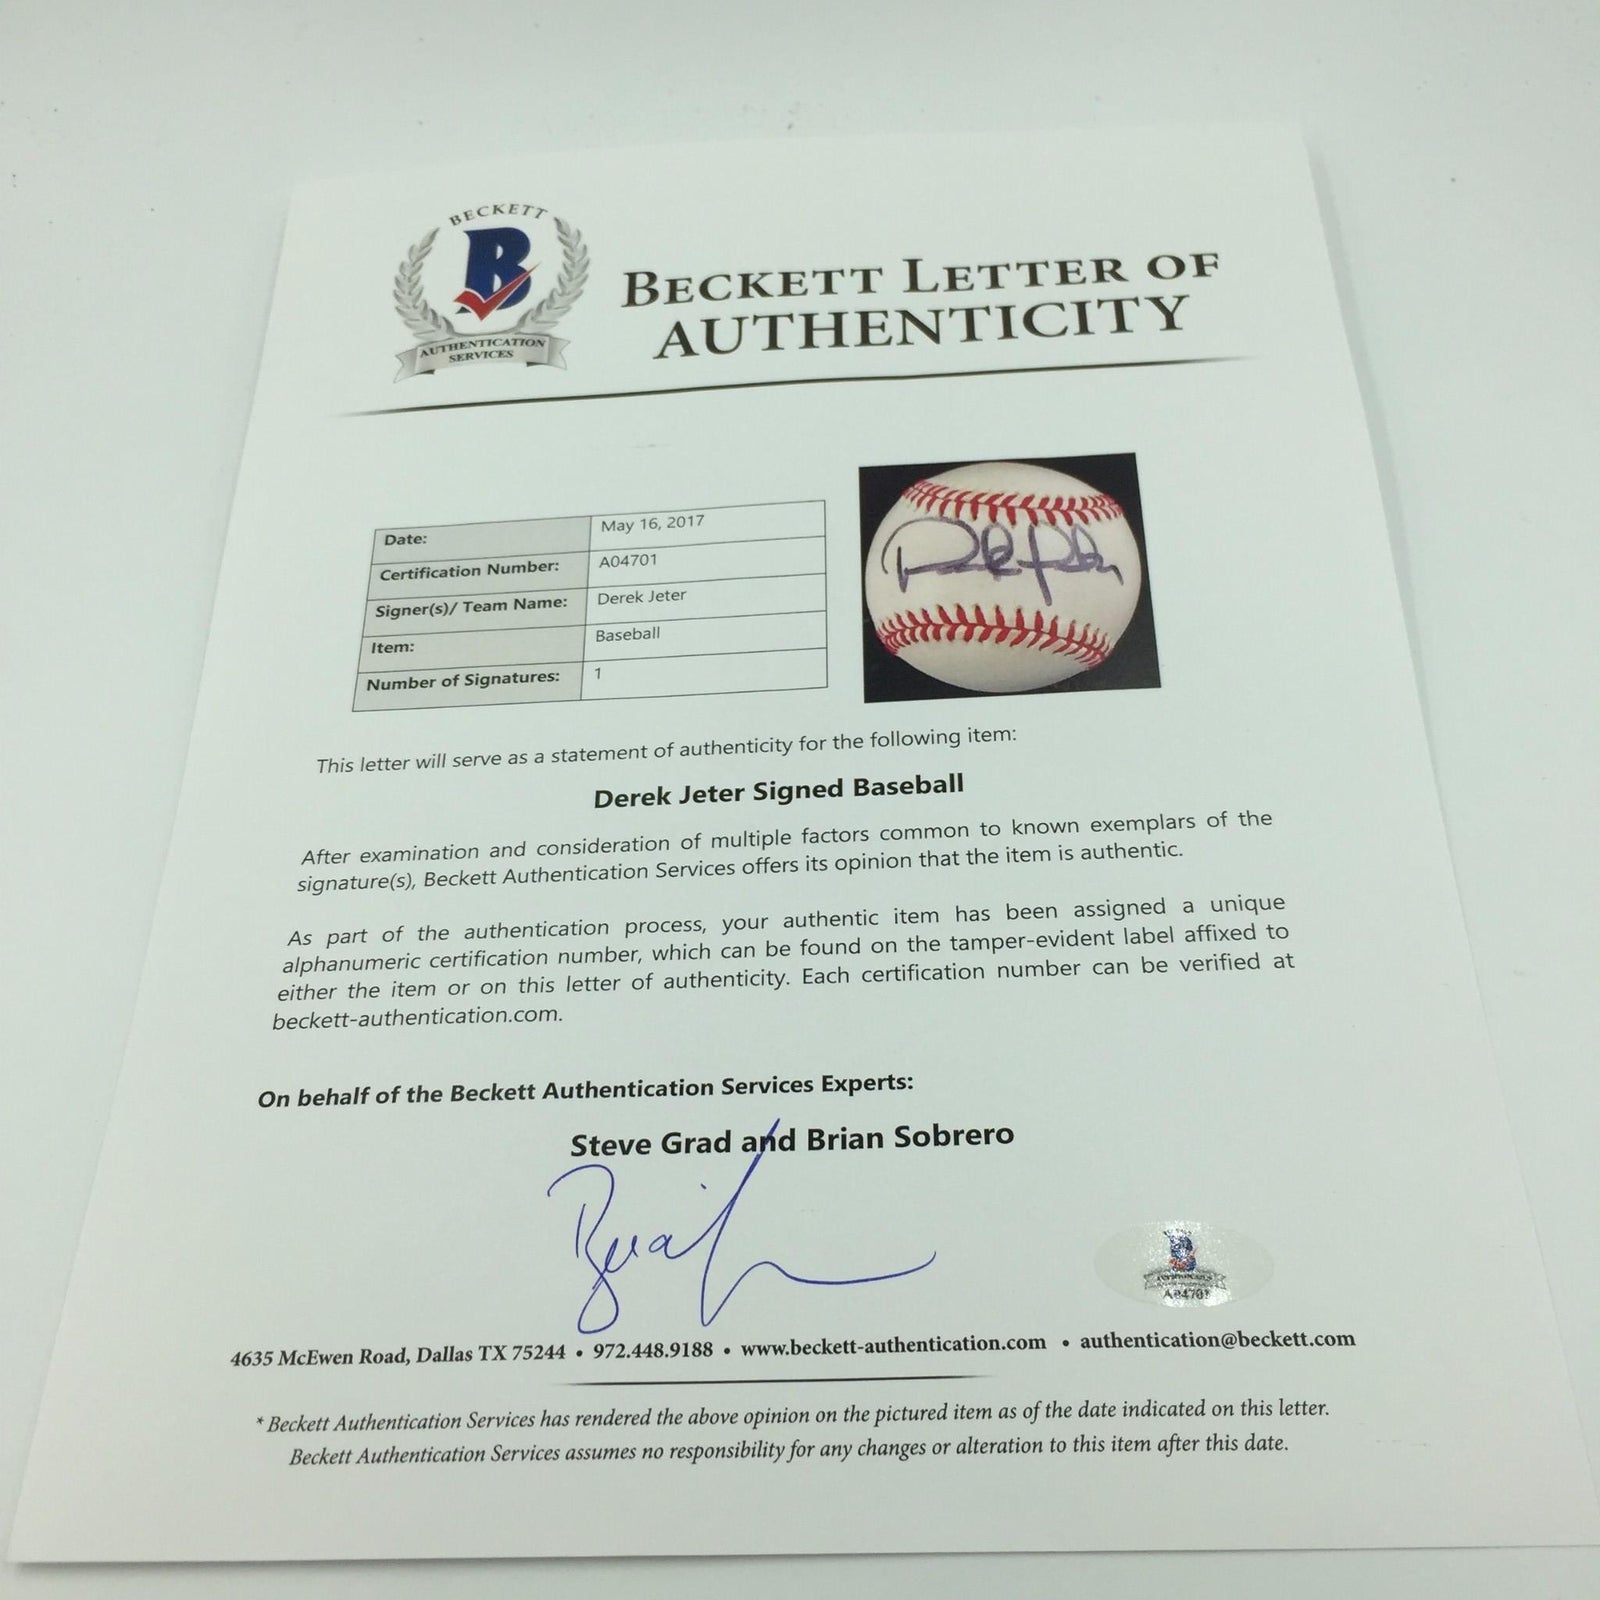 BECKETT
B
AUTHENTICATION
SERVICES
BECKETT LETTER OF
AUTHENTICITY
Date: May 16, 2017
Certification Number: A04701
Signer(s)/ Team Name: Derek Jeter
Item: Baseball
Number of Signatures: 1
This letter will serve as a statement of authenticity for the following item:
Derek Jeter Signed Baseball
After examination and consideration of multiple factors common to known exemplars of the
signature(s), Beckett Authentication Services offers its opinion that the item is authentic.
As part of the authentication process, your authentic item has been assigned a unique
alphanumeric certification number, which can be found on the tamper-evident label affixed to
either the item or on this letter of authenticity. Each certification number can be verified at
beckett-authentication.com.
On behalf of the Beckett Authentication Services Experts:
Steve Grad and Brian Sobrero
B
A04701
4635 McEwen Road, Dallas TX 75244 • 972.448.9188 • www.beckett-authentication.com • authentication@beckett.com
* Beckett Authentication Services has rendered the above opinion on the pictured item as of the date indicated on this letter.
Beckett Authentication Services assumes no responsibility for any changes or alteration to this item after this date.